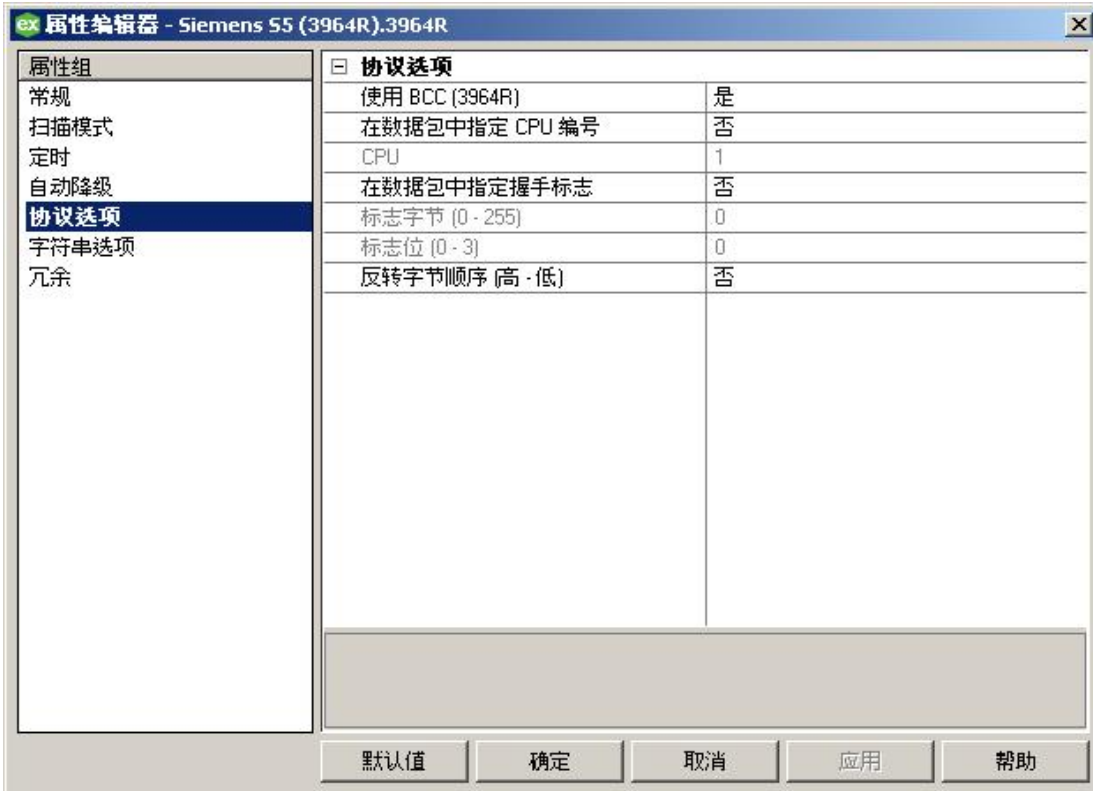 ex 属性编辑器 - Siemens S5 (3964R).3964R
属性组
常规
扫描模式
定时
自动降级
协议选项
字符串选项
冗余
协议选项
使用 BCC (3964R) 是
在数据包中指定 CPU 编号 否
CPU 1
在数据包中指定握手标志 否
标志字节 (0 - 255) 0
标志位 (0 - 3) 0
反转字节顺序 (高 - 低) 否
默认值 确定 取消 应用 帮助